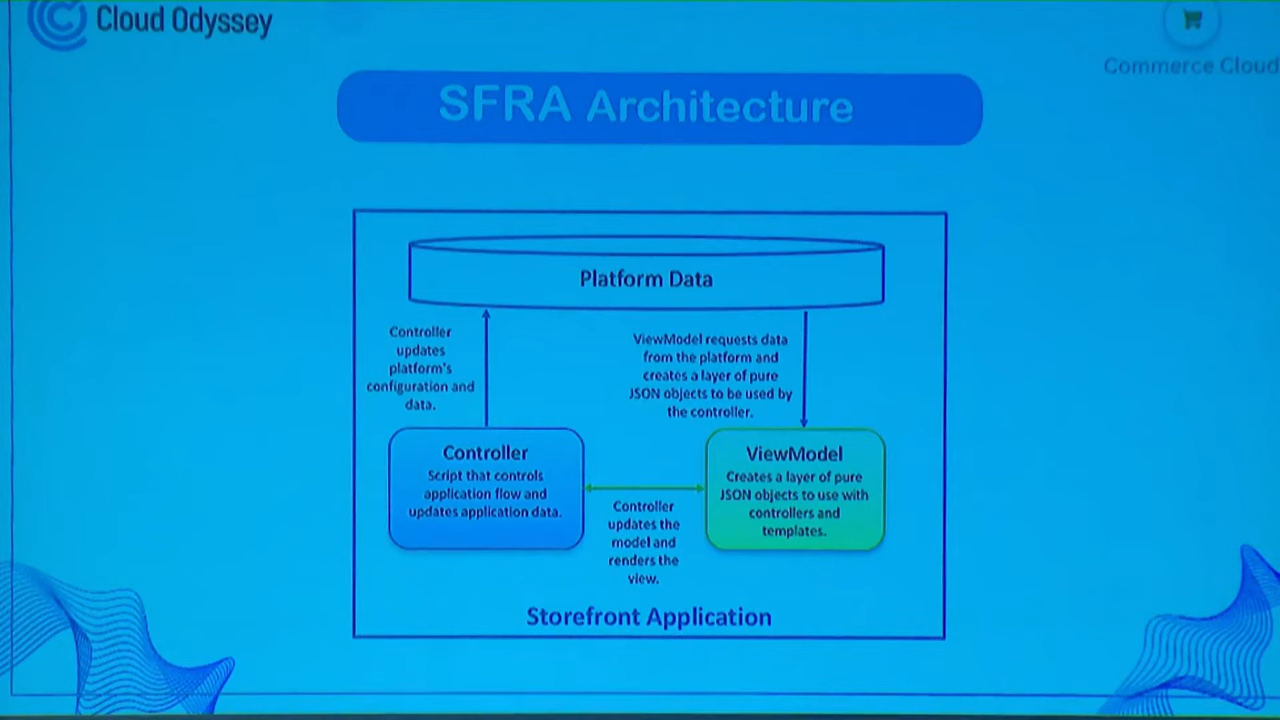 Cloud Odyssey
Commerce Cloud
SFRA Architecture
Platform Data
Controller
updates
platform's
configuration and
data.
ViewModel requests data
from the platform and
creates a layer of pure
JSON objects to be used by
the controller.
Controller
Script that controls
application flow and
updates application data.
Controller
updates the
model and
renders the
view.
ViewModel
Creates a layer of pure
JSON objects to use with
controllers and
templates.
Storefront Application